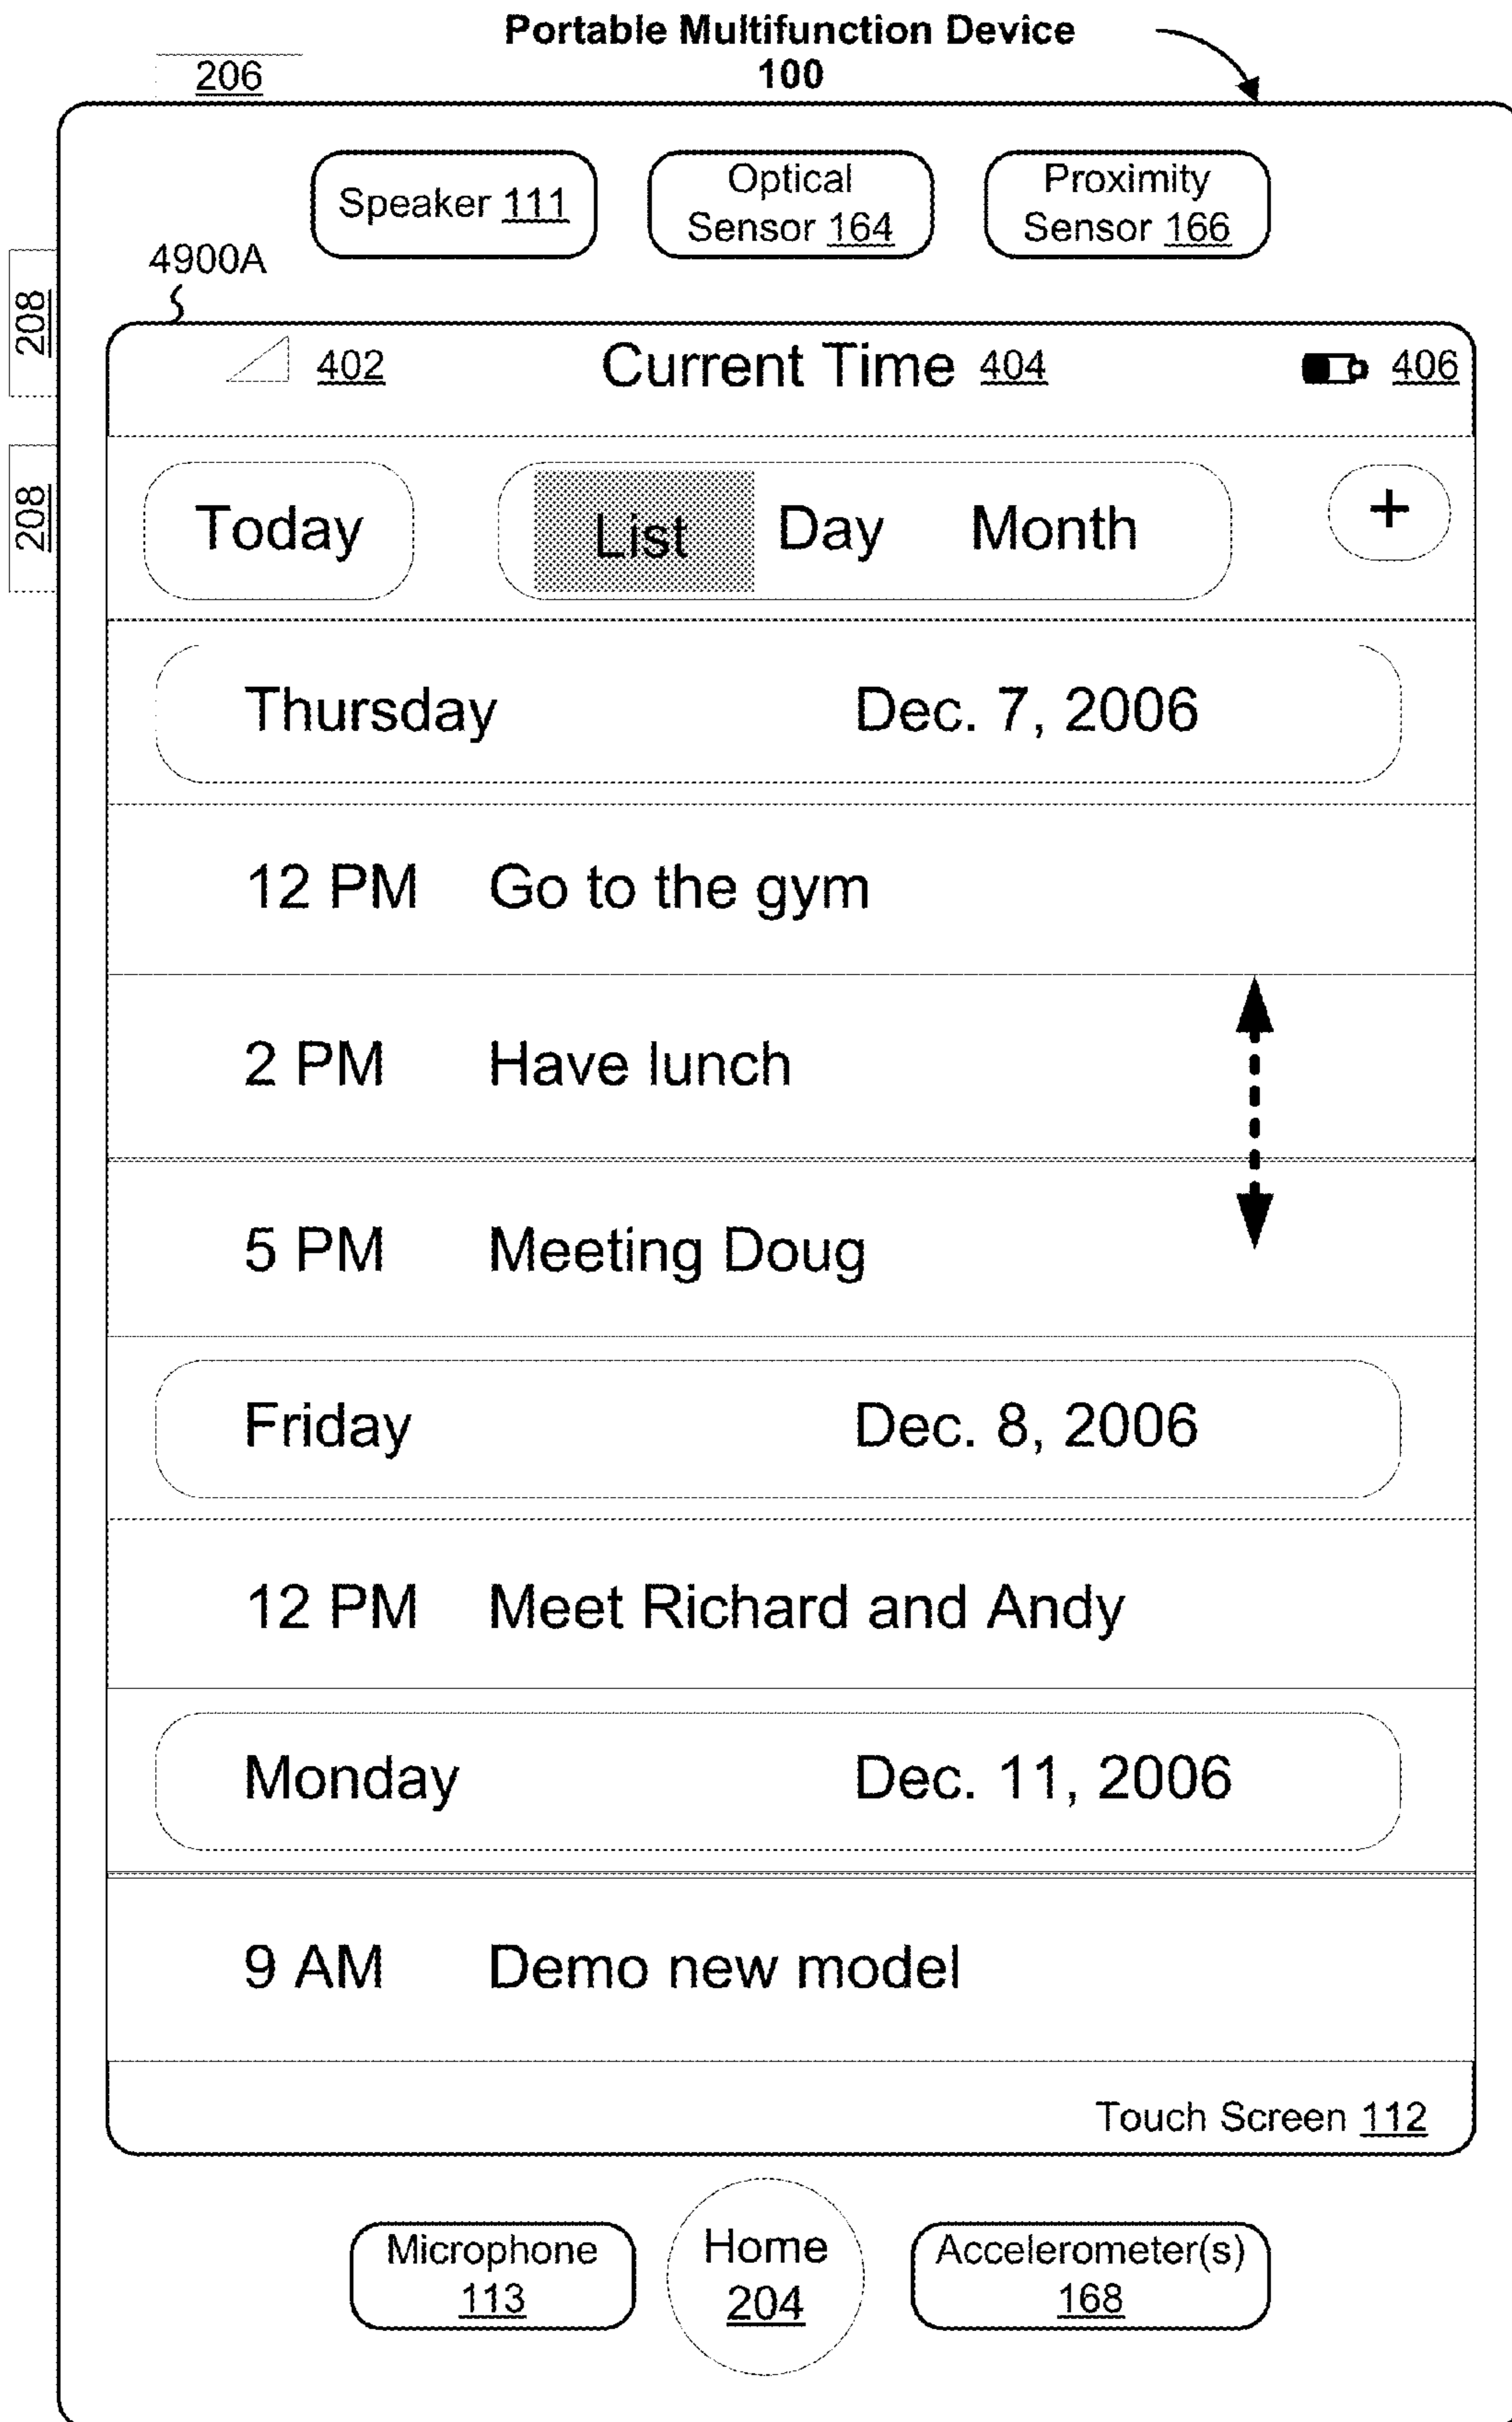 Portable Multifunction Device
100
206
Speaker 111
Optical
Sensor 164
Proximity
Sensor 166
4900A
208
208
402
Current Time 404
406
Today
List
Day
Month
+
Thursday Dec. 7, 2006
12 PM Go to the gym
2 PM Have lunch
5 PM Meeting Doug
Friday Dec. 8, 2006
12 PM Meet Richard and Andy
Monday Dec. 11, 2006
9 AM Demo new model
Touch Screen 112
Microphone
113
Home
204
Accelerometer(s)
168